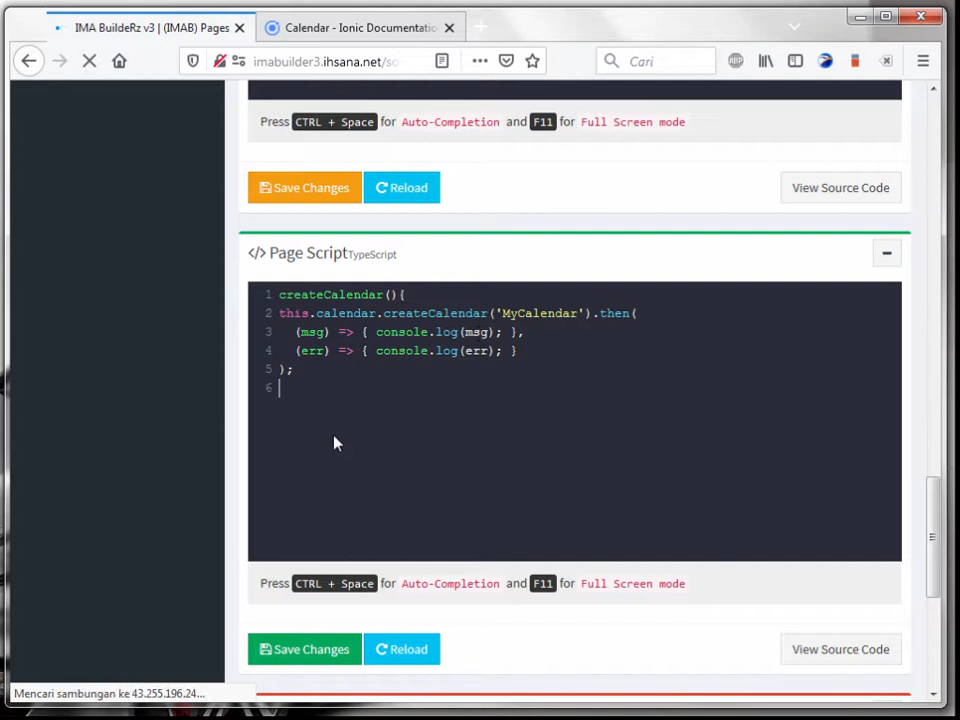 IMA BuildeRz v3 | (IMAB) Pages
Calendar - Ionic Documentatic
imabuilder3.ihsana.net/so
Cari
Press CTRL + Space for Auto-Completion and F11 for Full Screen mode
Save Changes
Reload
View Source Code
</> Page Script TypeScript
1 createCalendar(){
2 this.calendar.createCalendar('MyCalendar').then(
3 (msg) => { console.log(msg); },
4 (err) => { console.log(err); }
5 );
6
Press CTRL + Space for Auto-Completion and F11 for Full Screen mode
Save Changes
Reload
View Source Code
Mencari sambungan ke 43.255.196.24...